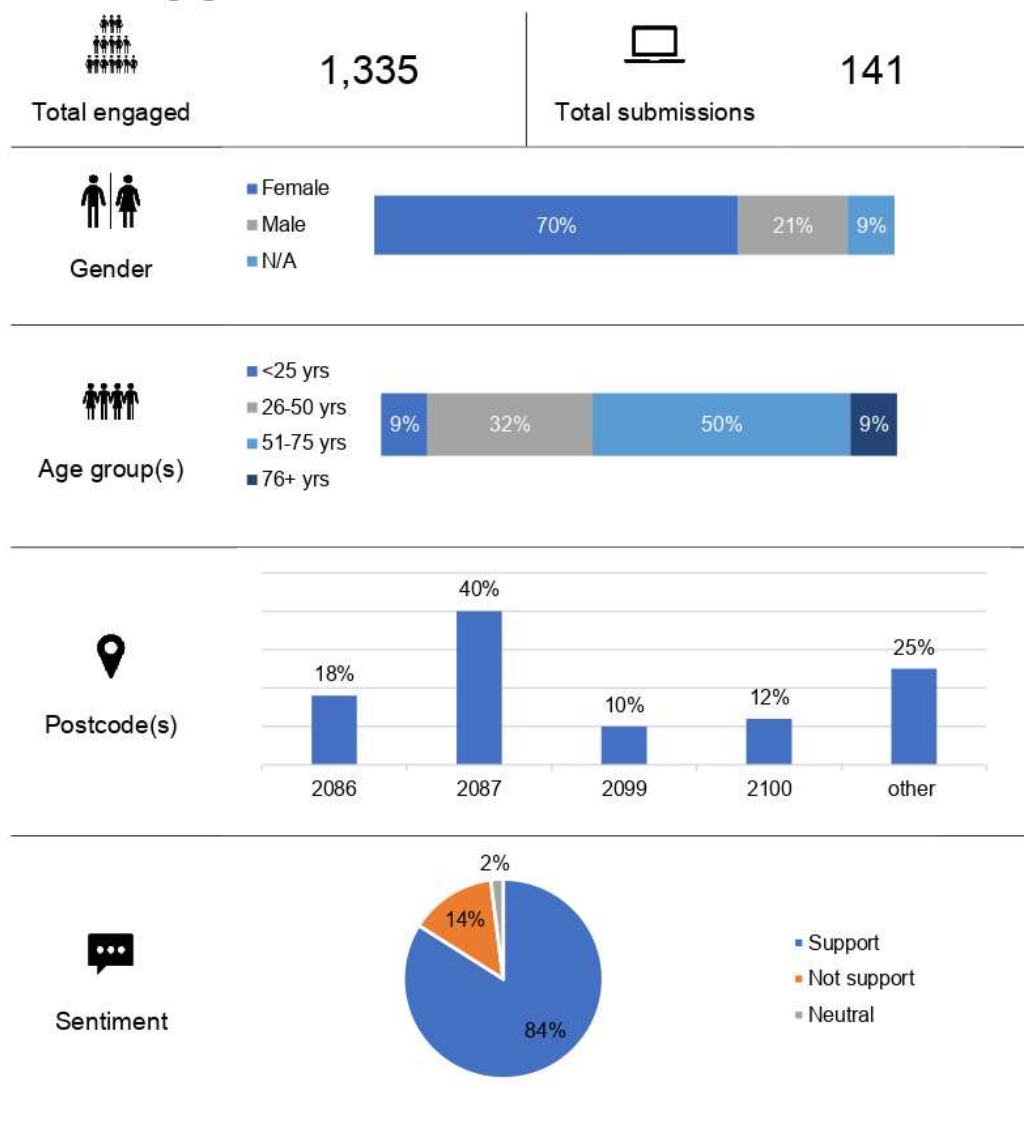 1,335
141
Total engaged
Total submissions
Female
Male
N/A
70%
21%
9%
Gender
<25 yrs
26-50 yrs
51-75 yrs
76+ yrs
9%
32%
50%
9%
Age group(s)
40%
25%
18%
12%
10%
Postcode(s)
2086
2087
2099
2100
other
2%
14%
84%
Support
Not support
Neutral
Sentiment